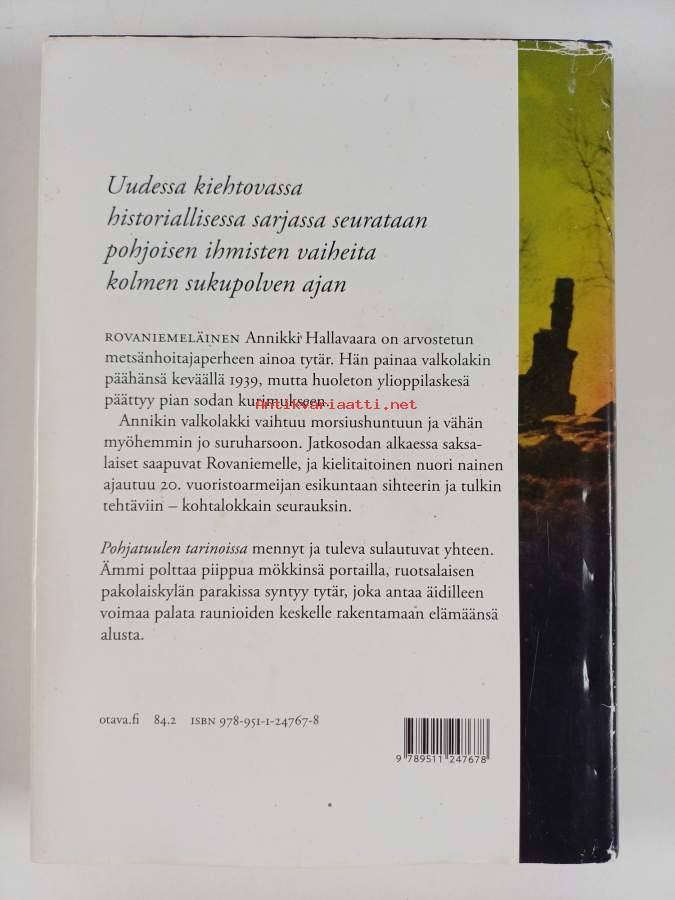 Uudessa kiehtovassa
historiallisessa sarjassa seurataan
pohjoisen ihmisten vaiheita
kolmen sukupolven ajan
ROVANIEMELÄINEN Annikki Hallavaara on arvostetun
metsänhoitajaperheen ainoa tytär. Hän painaa valkolakin
päähänsä keväällä 1939, mutta huoleton ylioppilaskesä
päättyy pian sodan kurimukseen.
Antikvariaatti.net
Annikin valkolakki vaihtuu morsiushuntuun ja vähän
myöhemmin jo suruharsoon. Jatkosodan alkaessa saksa-
laiset saapuvat Rovaniemelle, ja kielitaitoinen nuori nainen
ajautuu 20. vuoristoarmeijan esikuntaan sihteerin ja tulkin
tehtäviin – kohtalokkain seurauksin.
Pohjatuulen tarinoissa mennyt ja tuleva sulautuvat yhteen.
Ämmi polttaa piippua mökkinsä portailla, ruotsalaisen
pakolaiskylän parakissa syntyy tytär, joka antaa äidilleen
voimaa palata raunioiden keskelle rakentamaan elämäänsä
alusta.
otava.fi 84.2 ISBN 978-951-1-24767-8
9 789511 247678